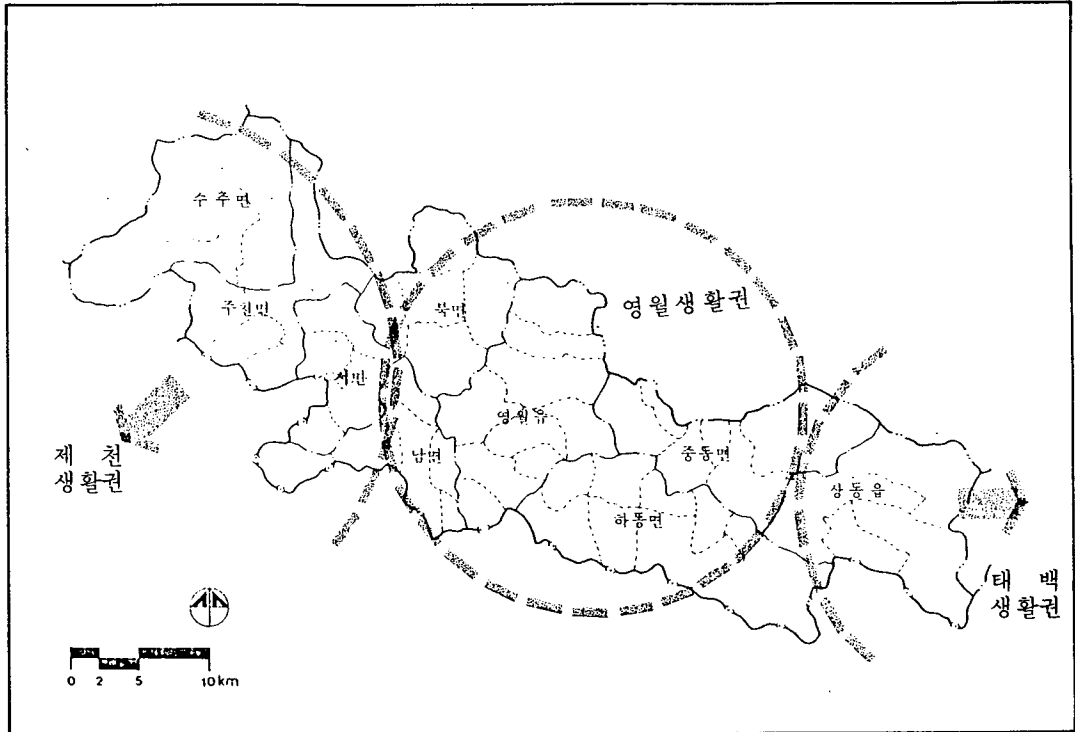 수주면
주천면
북면
영월생활권
서면
영월읍
남면
중동면
하동면
상동읍
제 천
생활권
태 백
생활권
0 2 5 10km